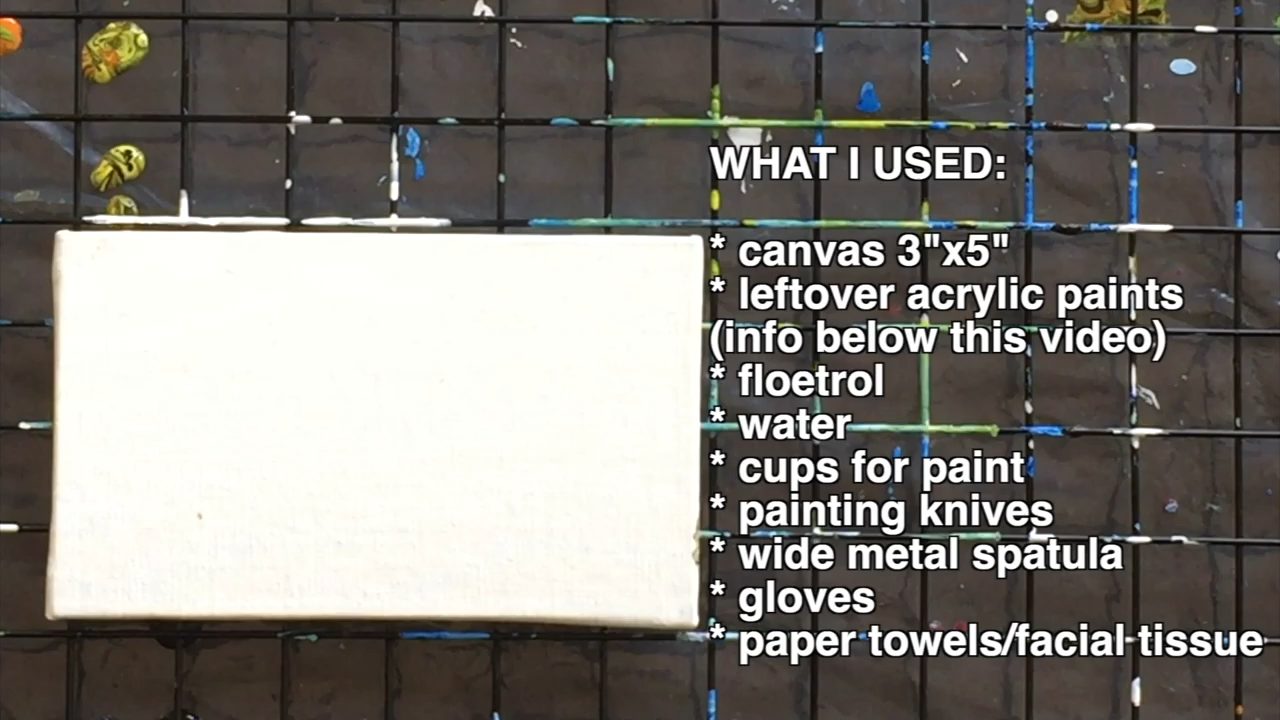 WHAT I USED:
* canvas 3"x5"
* leftover acrylic paints
(info below this video)
* floetrol
* water
* cups for paint
* painting knives
* wide metal spatula
* gloves
* paper towels/facial tissue